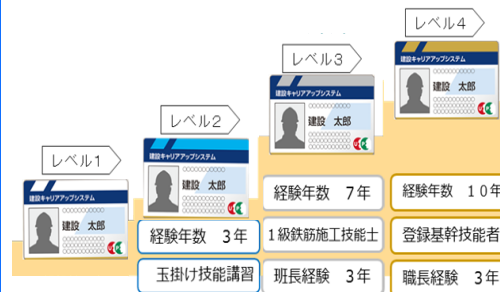 レベル4
レベル3
レベル2
レベル1
建設キャリアアップシステム
建設 太郎
建設キャリアアップシステム
建設 太郎
建設キャリアアップシステム
建設 太郎
建設キャリアアップシステム
建設 太郎
経験年数 3年
玉掛け技能講習
経験年数 7年
1級鉄筋施工技能士
班長経験 3年
経験年数 10年
登録基幹技能者
職長経験 3年